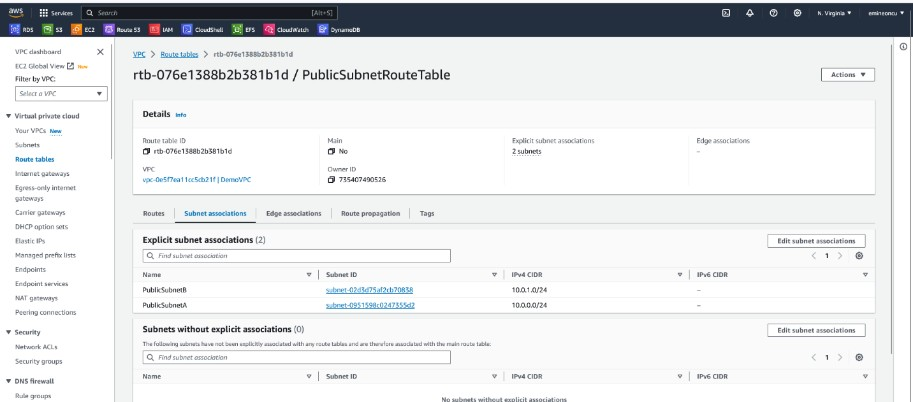 aws Services Search [Alt+S] N. Virginia eminsoncu
RDS S3 EC2 Route 53 IAM CloudShell EFS CloudWatch DynamoDB
VPC dashboard
EC2 Global View New
Filter by VPC:
Select a VPC
Virtual private cloud
Your VPCs New
Subnets
Route tables
Internet gateways
Egress-only internet
gateways
Carrier gateways
DHCP option sets
Elastic IPs
Managed prefix lists
Endpoints
Endpoint services
NAT gateways
Peering connections
Security
Network ACLs
Security groups
DNS firewall
Rule groups
VPC > Route tables > rtb-076e1388b2b381b1d
rtb-076e1388b2b381b1d / PublicSubnetRouteTable
Actions
Details Info
Route table ID
rtb-076e1388b2b381b1d
Main
No
Explicit subnet associations
2 subnets
Edge associations
–
VPC
vpc-0e5f7ea11cc5cb21f | DemoVPC
Owner ID
735407490526
Routes Subnet associations Edge associations Route propagation Tags
Explicit subnet associations (2)
Edit subnet associations
Find subnet association
1
Name Subnet ID IPv4 CIDR IPv6 CIDR
PublicSubnetB subnet-02d3d75af2cb70838 10.0.1.0/24 –
PublicSubnetA subnet-0951598c0247355d2 10.0.0.0/24 –
Subnets without explicit associations (0)
Edit subnet associations
The following subnets have not been explicitly associated with any route tables and are therefore associated with the main route table:
Find subnet association
1
Name Subnet ID IPv4 CIDR IPv6 CIDR
No subnets without explicit associations